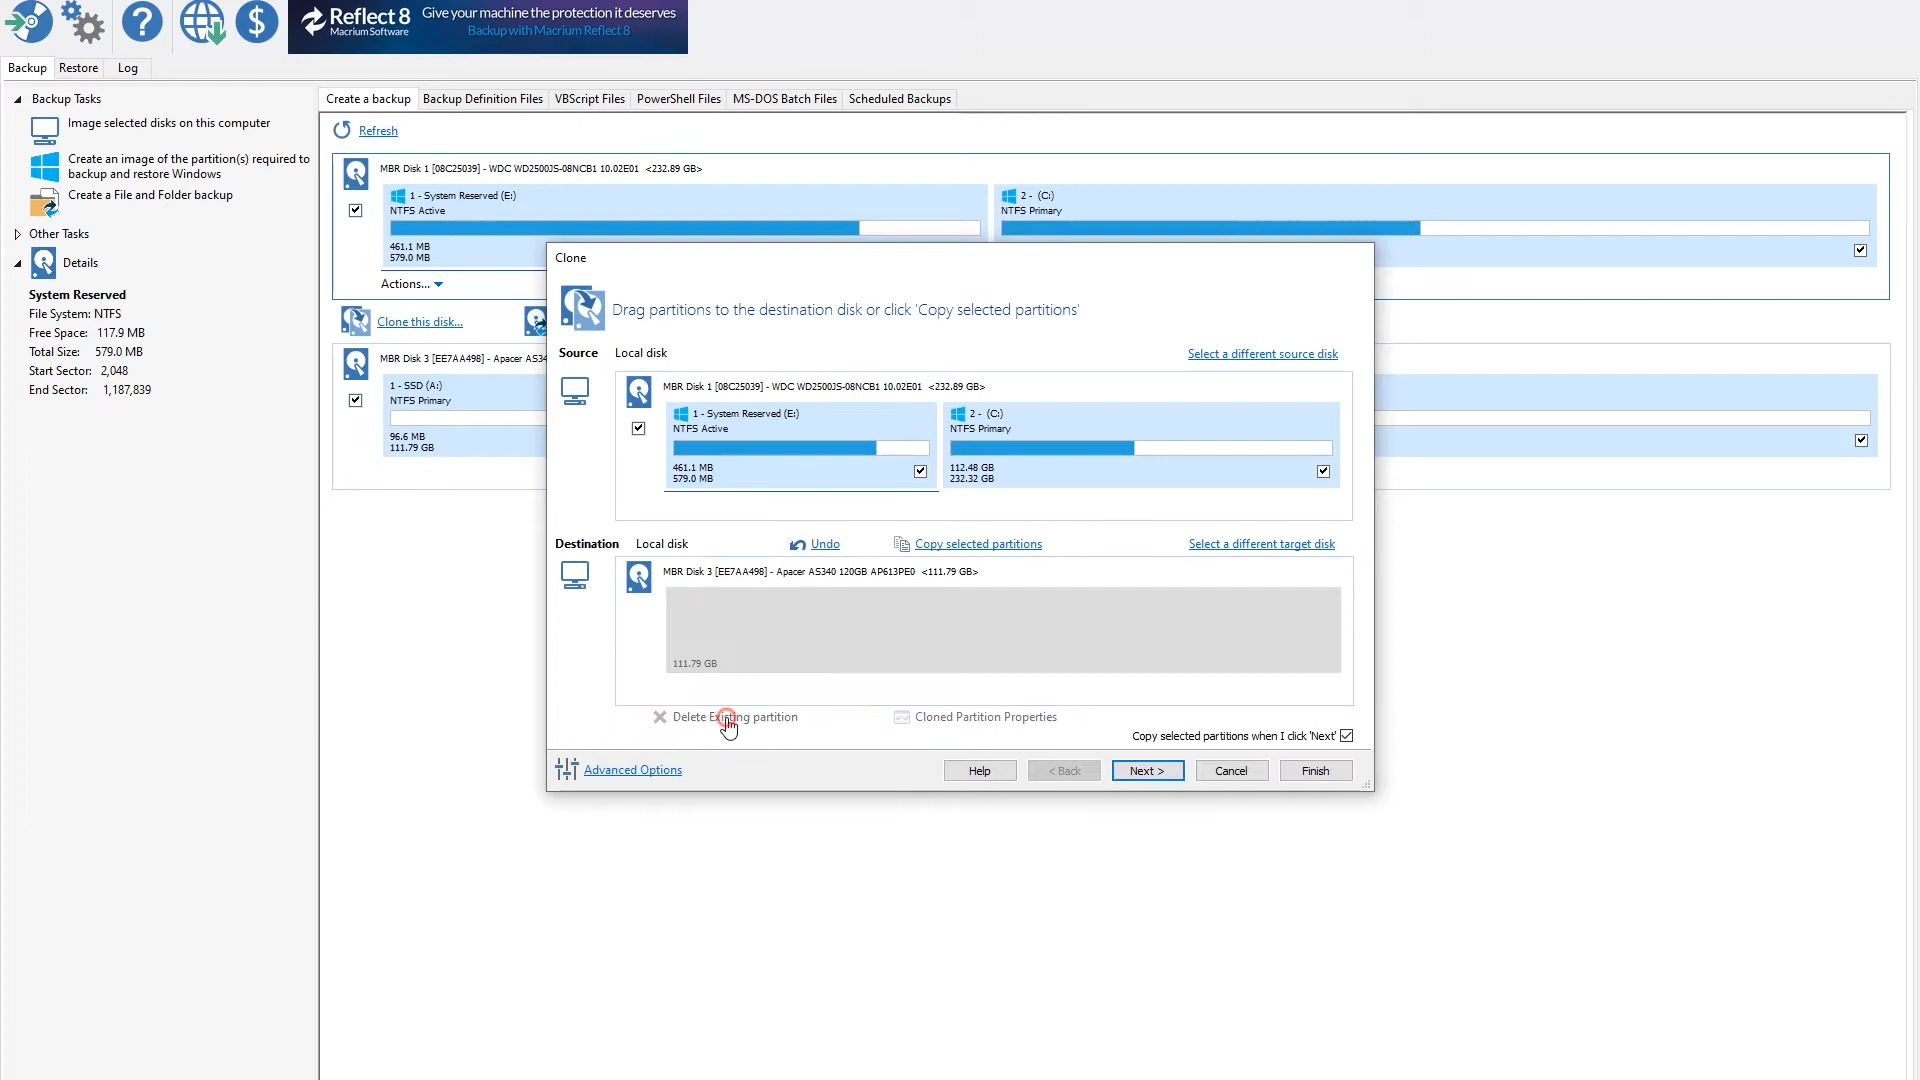 Reflect 8
Macrium Software
Give your machine the protection it deserves
Backup with Macrium Reflect 8
Backup
Restore
Log
Backup Tasks
Image selected disks on this computer
Create an image of the partition(s) required to
backup and restore Windows
Create a File and Folder backup
Other Tasks
Details
System Reserved
File System: NTFS
Free Space: 117.9 MB
Total Size: 579.0 MB
Start Sector: 2,048
End Sector: 1,187,839
Create a backup
Backup Definition Files
VBScript Files
PowerShell Files
MS-DOS Batch Files
Scheduled Backups
Refresh
MBR Disk 1 [08C25039] - WDC WD2500JS-08NCB1 10.02E01 <232.89 GB>
1 - System Reserved (E:)
NTFS Active
461.1 MB
579.0 MB
2 - (C:)
NTFS Primary
Actions...
Clone this disk...
MBR Disk 3 [EE7AA498] - Apacer AS34
1 - SSD (A:)
NTFS Primary
96.6 MB
111.79 GB
Clone
Drag partitions to the destination disk or click 'Copy selected partitions'
Source
Local disk
Select a different source disk
MBR Disk 1 [08C25039] - WDC WD2500JS-08NCB1 10.02E01 <232.89 GB>
1 - System Reserved (E:)
NTFS Active
461.1 MB
579.0 MB
2 - (C:)
NTFS Primary
112.48 GB
232.32 GB
Destination
Local disk
Undo
Copy selected partitions
Select a different target disk
MBR Disk 3 [EE7AA498] - Apacer AS340 120GB AP613PE0 <111.79 GB>
111.79 GB
Delete Existing partition
Cloned Partition Properties
Copy selected partitions when I click 'Next'
Advanced Options
Help
< Back
Next >
Cancel
Finish